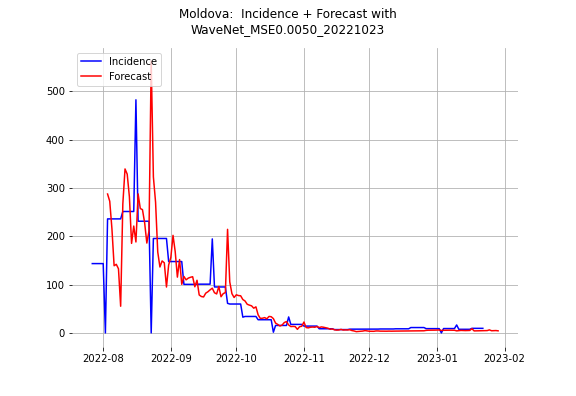 Moldova: Incidence + Forecast with
WaveNet_MSE0.0050_20221023
Incidence
Forecast
500
400
300
200
100
0
2022-08 2022-09 2022-10 2022-11 2022-12 2023-01 2023-02